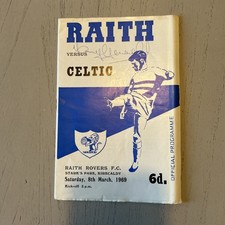 RAITH
VERSUS
CELTIC
RAITH ROVERS F.C.
STARK'S PARK, KIRKCALDY
Saturday, 8th March, 1969
Kick-off 3 p.m.
6d.
OFFICIAL PROGRAMME